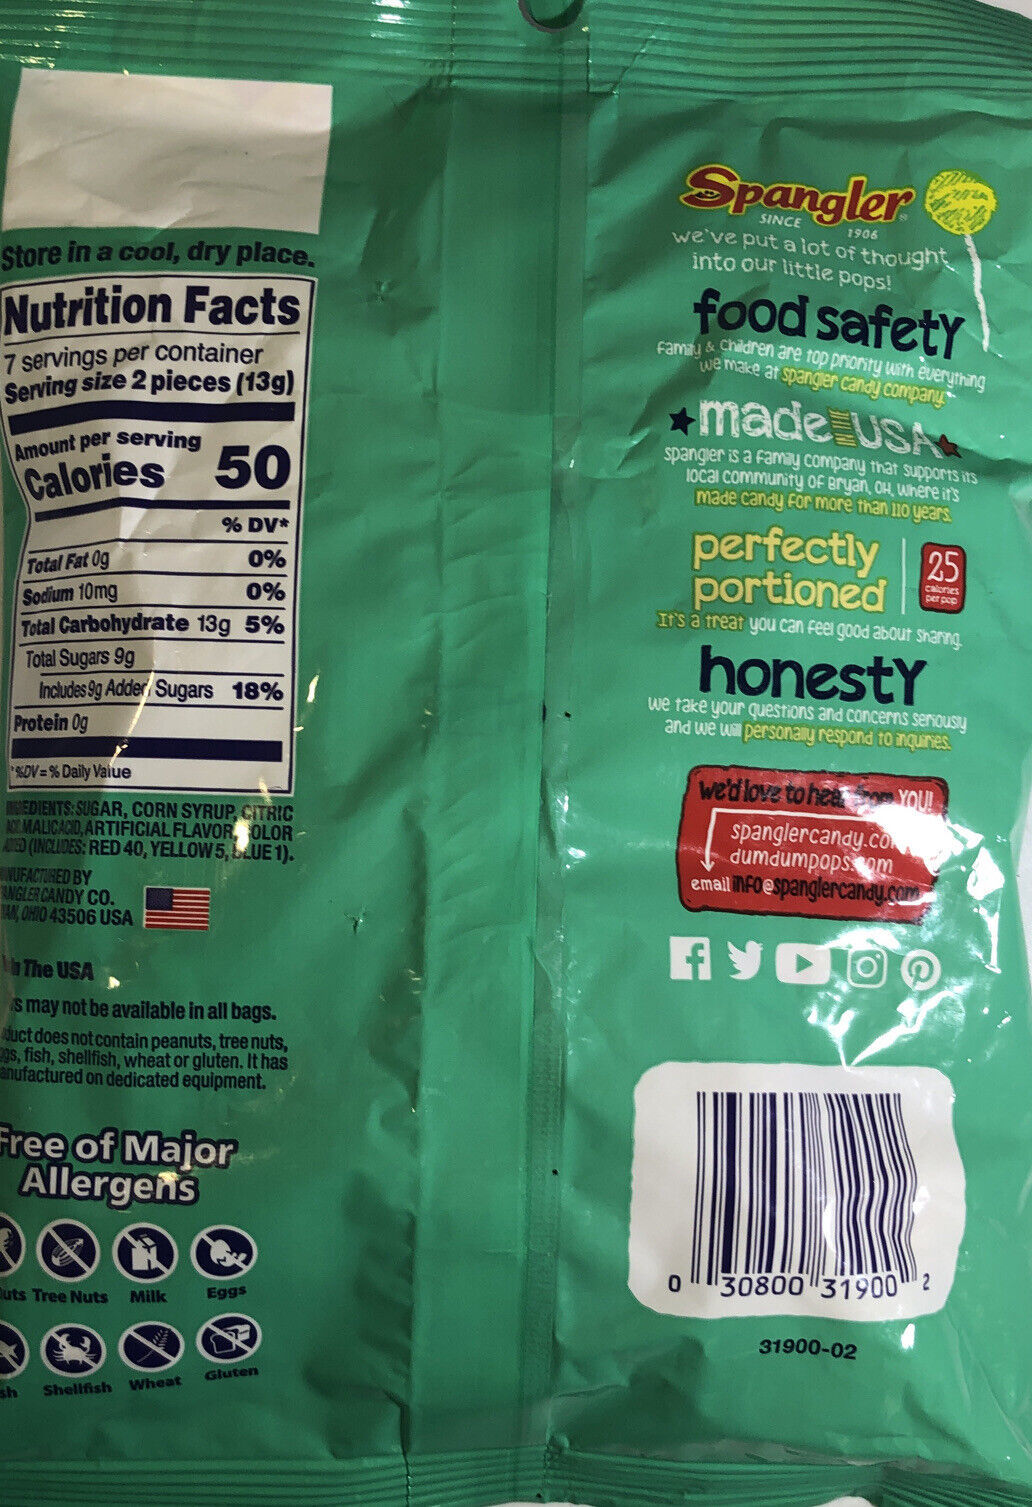 Store in a cool, dry place.
Nutrition Facts
7 servings per container
Serving size 2 pieces (13g)
Amount per serving
Calories 50
% DV*
Total Fat 0g 0%
Sodium 10mg 0%
Total Carbohydrate 13g 5%
Total Sugars 9g
Includes 9g Added Sugars 18%
Protein 0g
*%DV = % Daily Value
SUGAR, CORN SYRUP, CITRIC
MALIC ACID, ARTIFICIAL FLAVOR,
(INCLUDES: RED 40, YELLOW 5, BLUE 1).
BY
CANDY CO.
OHIO 43506 USA
The USA
may not be available in all bags.
does not contain peanuts, tree nuts,
fish, shellfish, wheat or gluten. It has
on dedicated equipment.
Free of Major
Allergens
Tree Nuts Milk Eggs
Shellfish Wheat Gluten
Spangler
SINCE 1906
we've put a lot of thought
into our little pops!
food safety
Family & Children are top priority with everything
we make at spangler candy company.
made USA
spangler is a family company that supports its
local community of Bryan, OH, where it's
made candy for more than 110 years.
perfectly
portioned
25
calories
per pop
It's a treat you can feel good about sharing.
honesty
we take your questions and concerns seriously
and we will personally respond to inquiries.
we'd love to hear from YOU!
spanglercandy.com
dumdumpops.com
email info@spanglercandy.com
0 30800 31900 2
31900-02